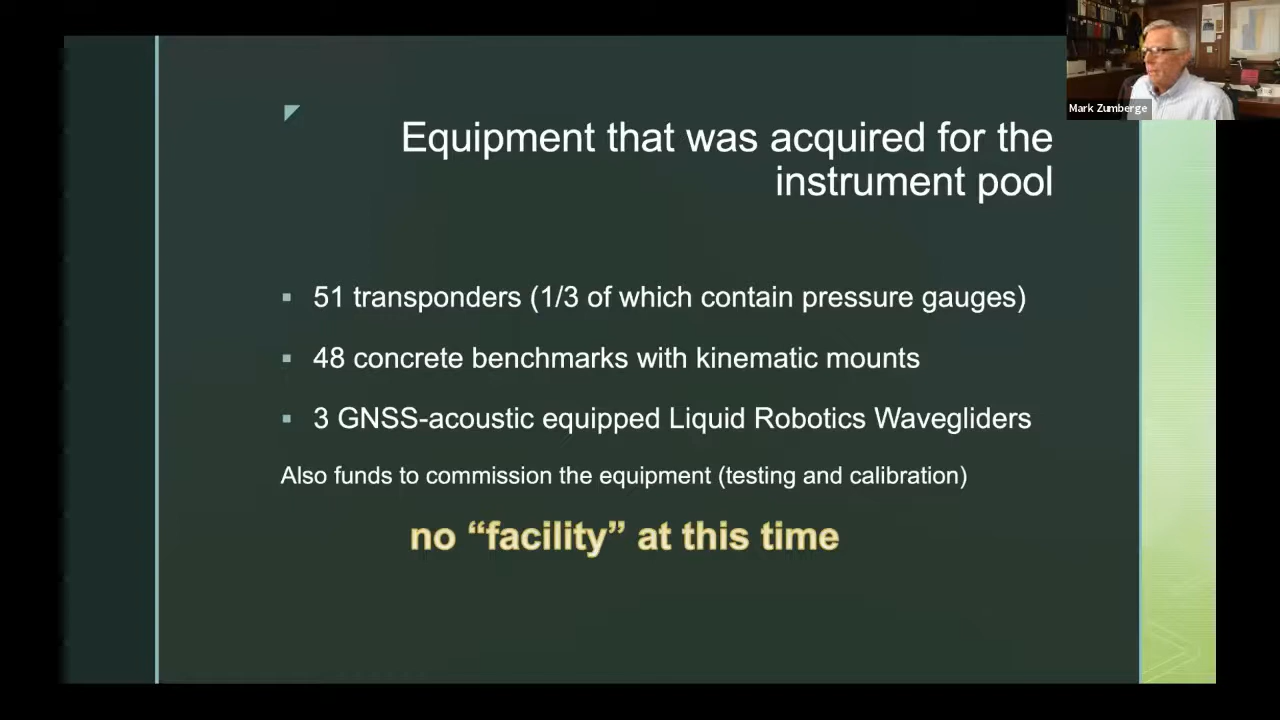 Mark Zumberge
Equipment that was acquired for the
instrument pool
▪ 51 transponders (1/3 of which contain pressure gauges)
▪ 48 concrete benchmarks with kinematic mounts
▪ 3 GNSS-acoustic equipped Liquid Robotics Wavegliders
Also funds to commission the equipment (testing and calibration)
no “facility” at this time